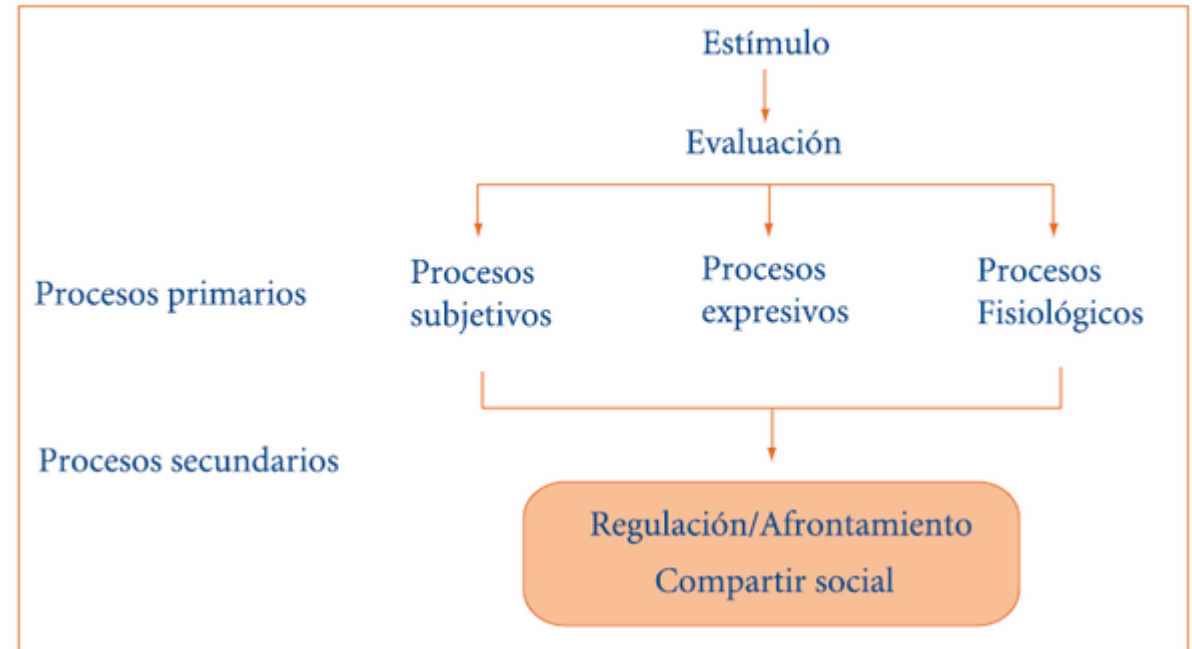 Estímulo
Evaluación
Procesos primarios
Procesos
subjetivos
Procesos
expresivos
Procesos
Fisiológicos
Procesos secundarios
Regulación/Afrontamiento
Compartir social